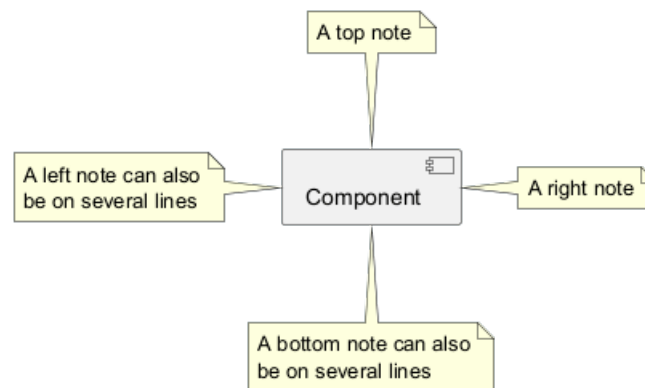 A top note
A left note can also
be on several lines
Component
A right note
A bottom note can also
be on several lines